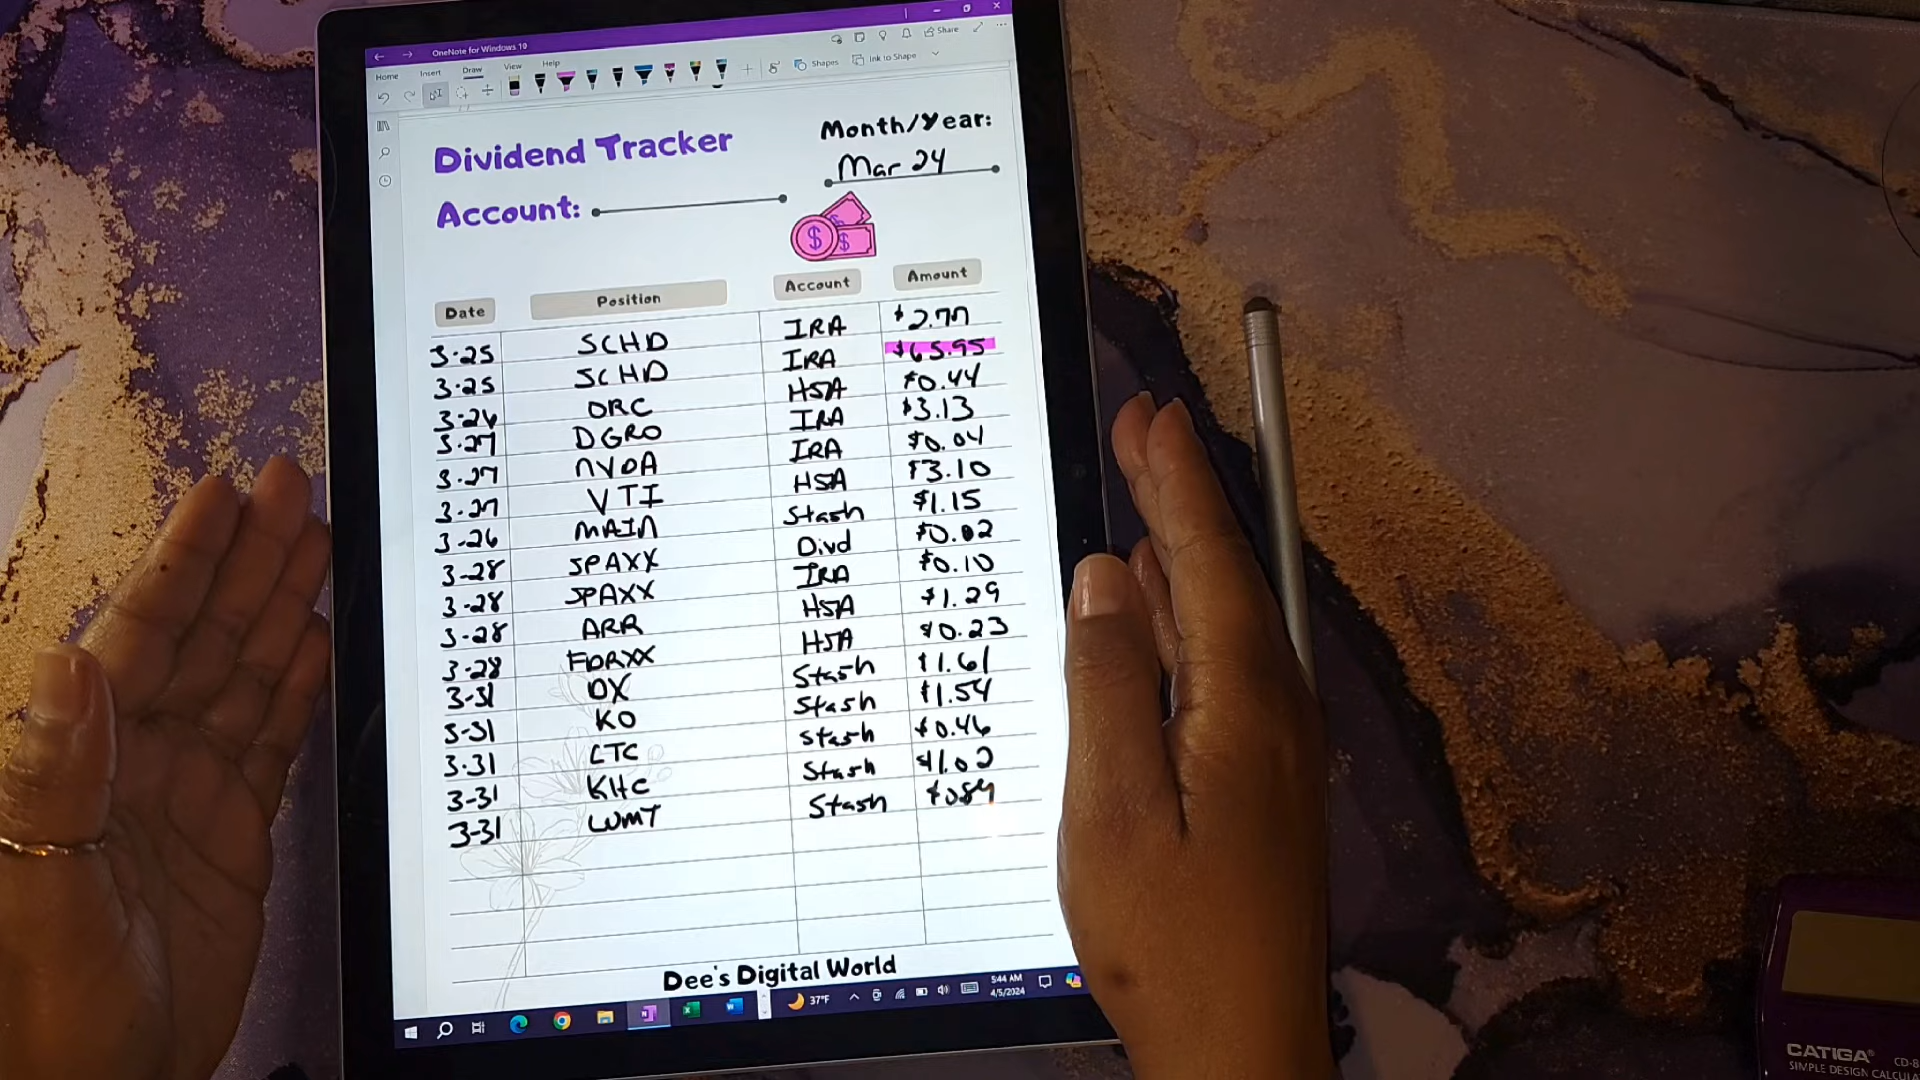 OneNote for Windows 10
Home Insert Draw View Help
Share
Shapes Ink to Shape
Dividend Tracker
Month/Year:
Mar 24
Account:
Date Position Account Amount
3-25 SCHD IRA $2.77
3-25 SCHD IRA $65.95
3-26 ORC HSA $0.44
3-27 DGRO IRA $3.13
3-27 NVDA IRA $0.04
3-27 VTI HSA $3.10
3-26 MAIN Stash $1.15
3-28 SPAXX Divd $0.02
3-28 SPAXX IRA $0.10
3-28 ARR HSA $1.29
3-28 FDRXX HSA $0.23
3-31 DX Stash $1.61
3-31 KO Stash $1.54
3-31 LTC Stash $0.46
3-31 KHC Stash $1.02
3-31 WMT Stash $0.84
Dee's Digital World
37°F
5:44 AM
4/5/2024
CATIGA
SIMPLE DESIGN